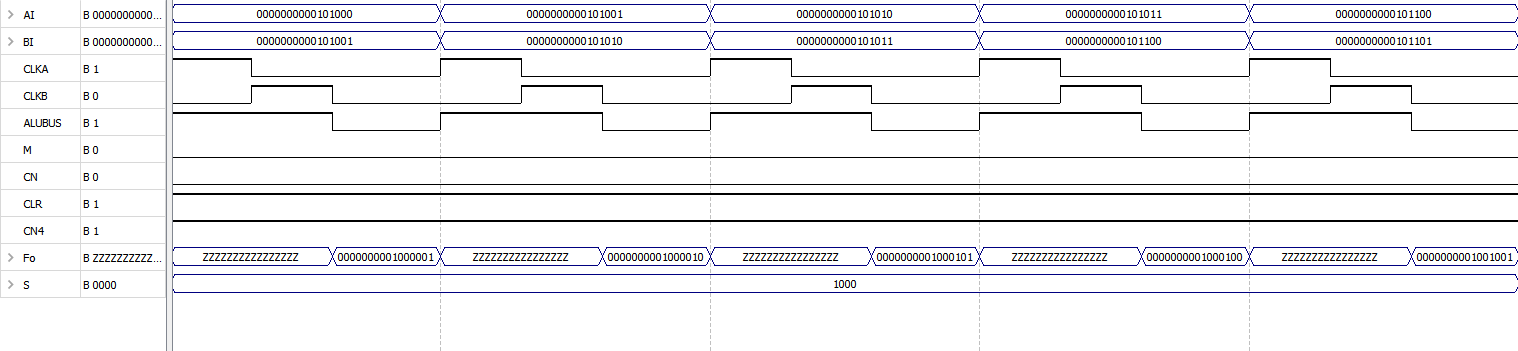 AI B 0000000000... 0000000000101000 0000000000101001 0000000000101010 0000000000101011 0000000000101100
BI B 0000000000... 0000000000101001 0000000000101010 0000000000101011 0000000000101100 0000000000101101
CLKA B 1
CLKB B 0
ALUBUS B 1
M B 0
CN B 0
CLR B 1
CN4 B 1
Fo B ZZZZZZZZZZ... ZZZZZZZZZZZZZZZZ 0000000001000001 ZZZZZZZZZZZZZZZZ 0000000001000010 ZZZZZZZZZZZZZZZZ 0000000001000101 ZZZZZZZZZZZZZZZZ 0000000001000100 ZZZZZZZZZZZZZZZZ 0000000001001001
S B 0000 1000